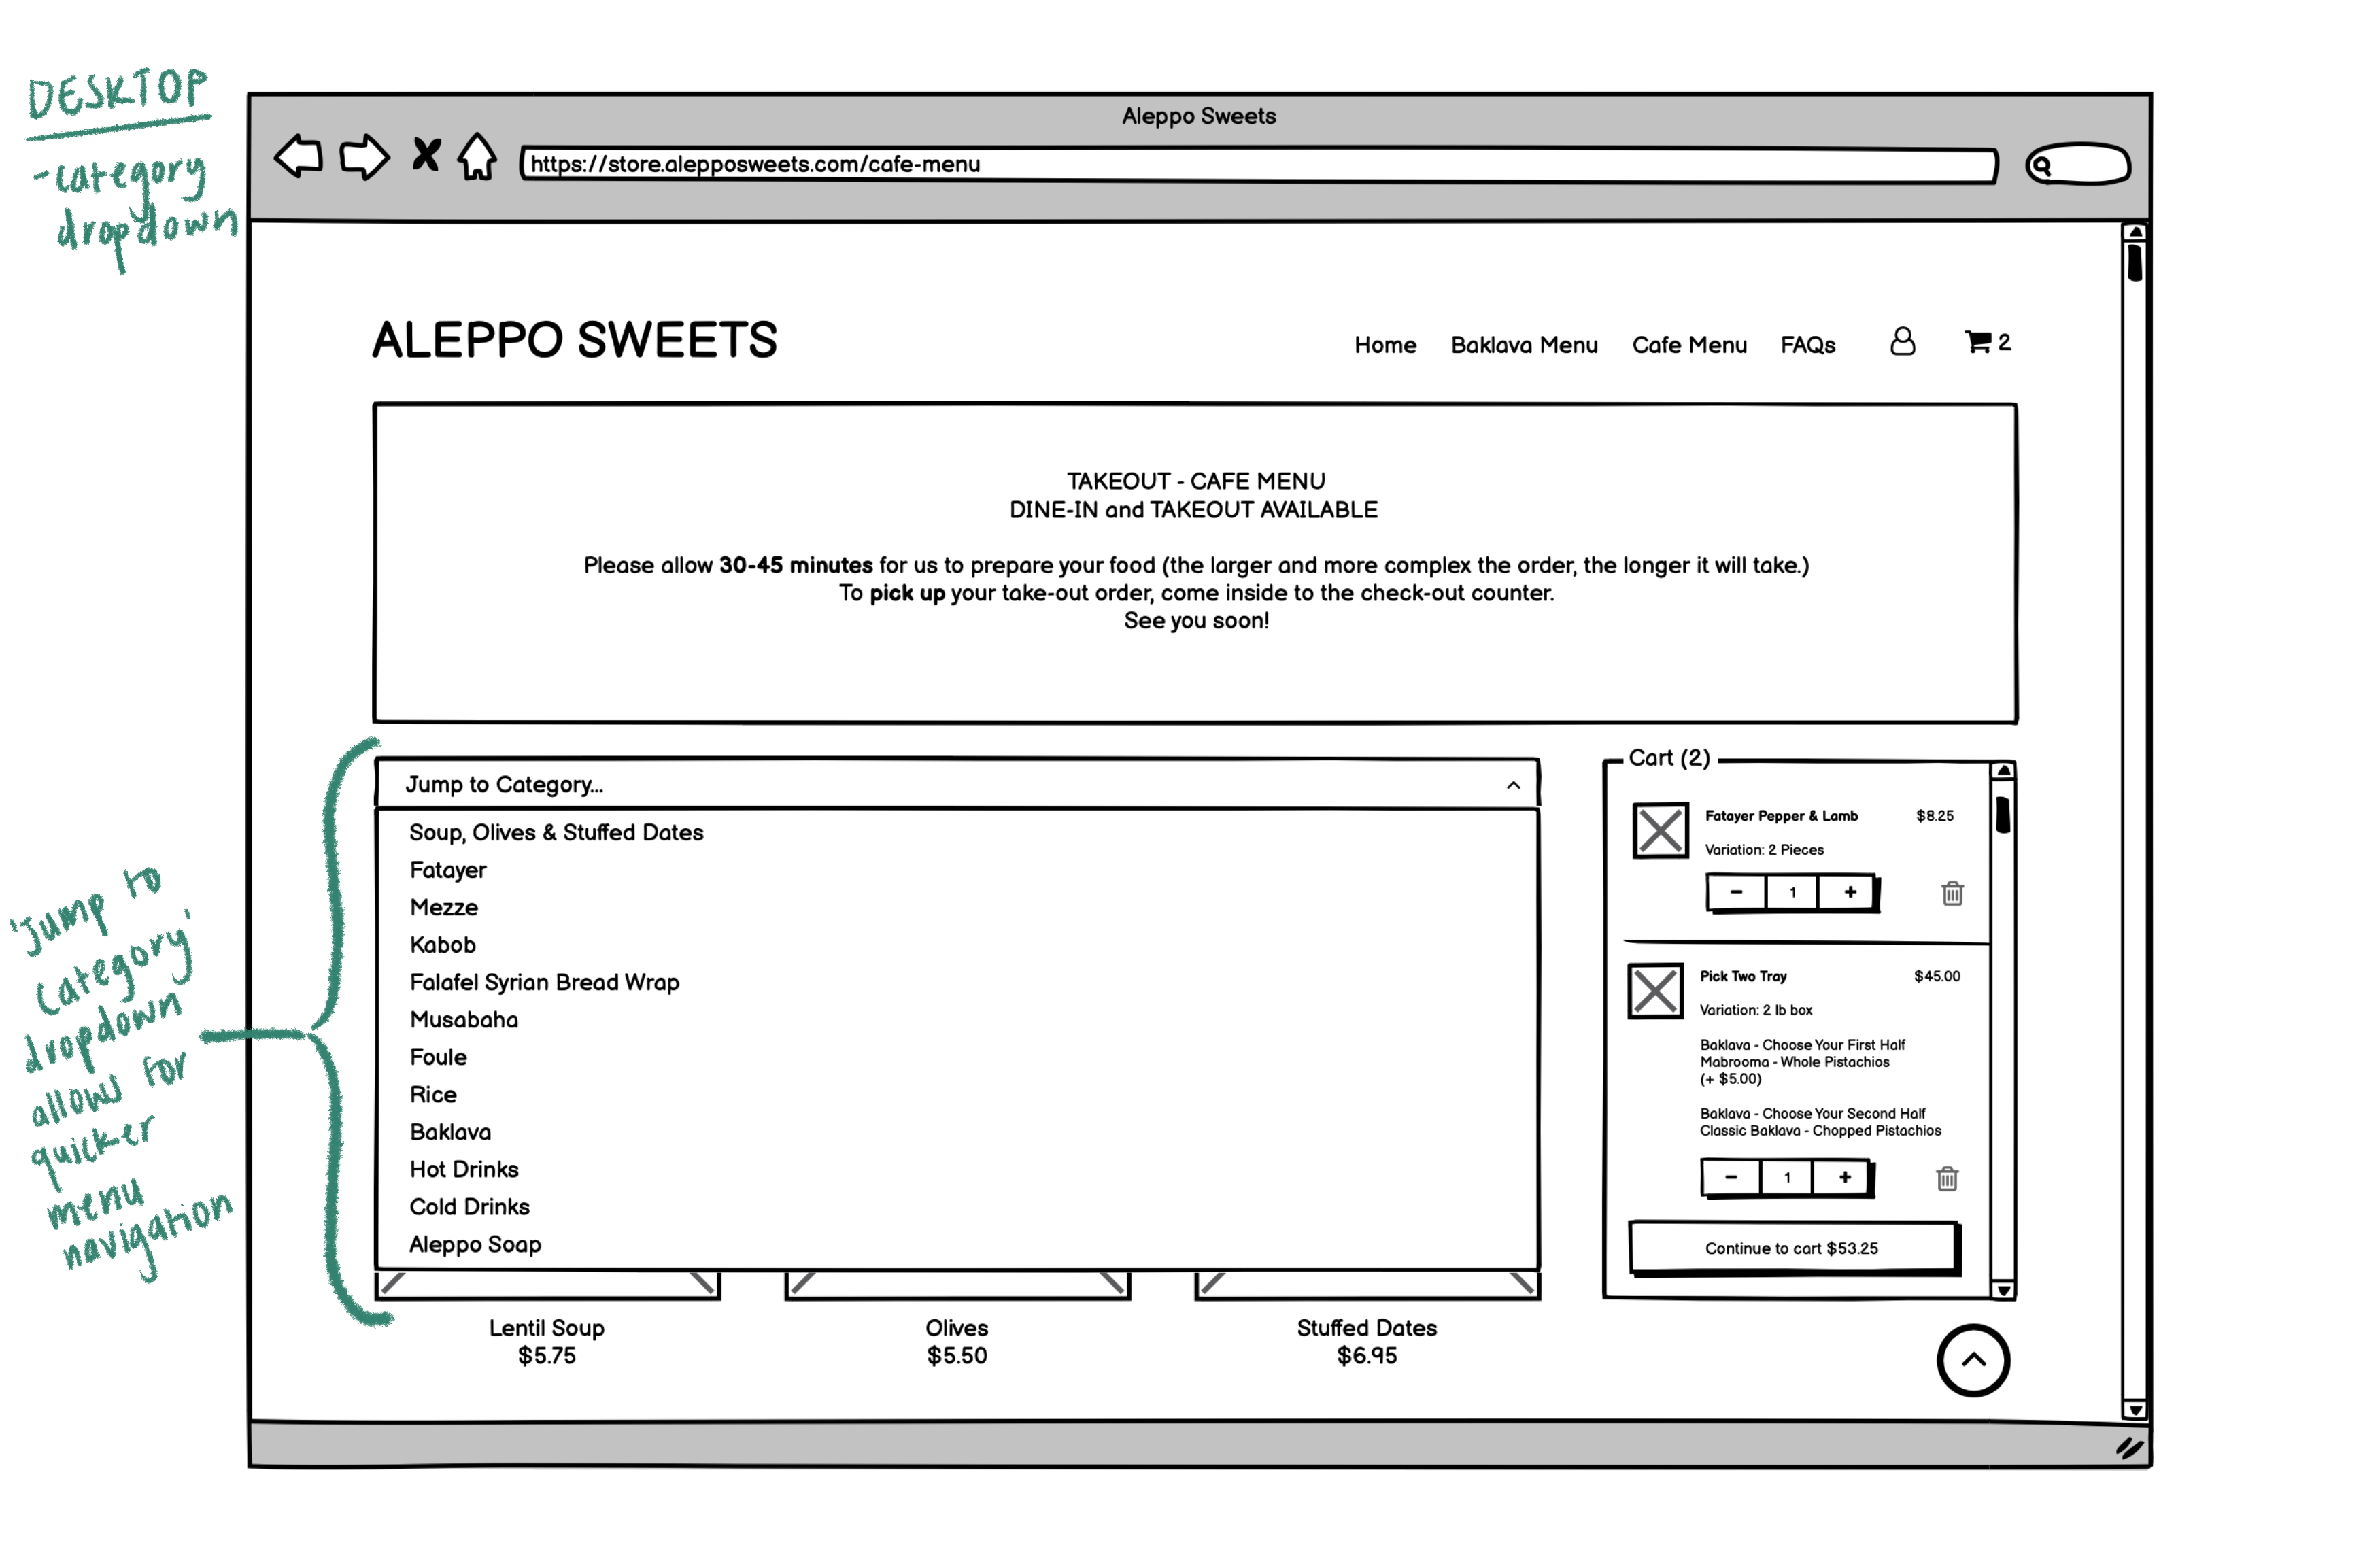 DESKTOP
-category
dropdown
Aleppo Sweets
https://store.alepposweets.com/cafe-menu
ALEPPO SWEETS
Home Baklava Menu Cafe Menu FAQs 2
TAKEOUT - CAFE MENU
DINE-IN and TAKEOUT AVAILABLE
Please allow 30-45 minutes for us to prepare your food (the larger and more complex the order, the longer it will take.)
To pick up your take-out order, come inside to the check-out counter.
See you soon!
'Jump to
category'
dropdown
allows for
quicker
menu
navigation
Jump to Category...
Soup, Olives & Stuffed Dates
Fatayer
Mezze
Kabob
Falafel Syrian Bread Wrap
Musabaha
Foule
Rice
Baklava
Hot Drinks
Cold Drinks
Aleppo Soap
Lentil Soup
$5.75
Olives
$5.50
Stuffed Dates
$6.95
Cart (2)
Fatayer Pepper & Lamb $8.25
Variation: 2 Pieces
- 1 +
Pick Two Tray $45.00
Variation: 2 lb box
Baklava - Choose Your First Half
Mabrooma - Whole Pistachios
(+ $5.00)
Baklava - Choose Your Second Half
Classic Baklava - Chopped Pistachios
- 1 +
Continue to cart $53.25